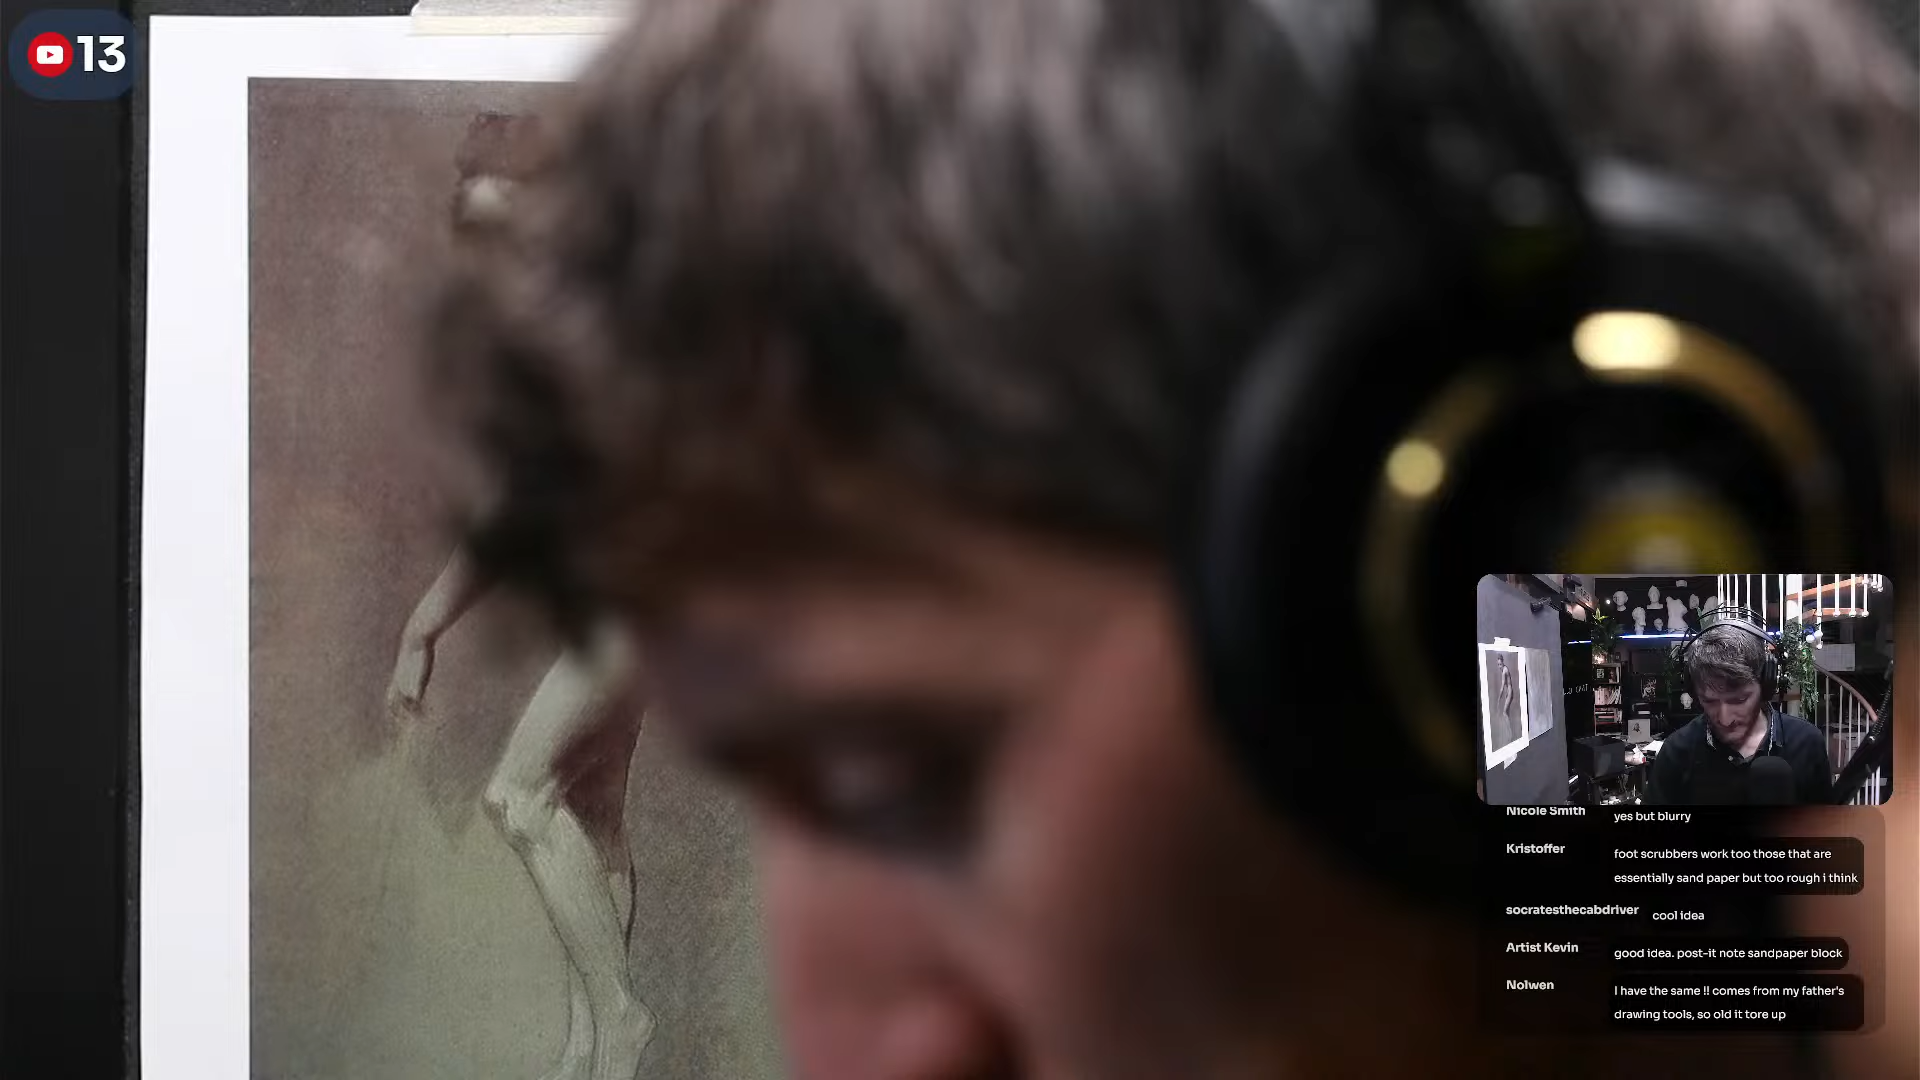 13
Nicole Smith yes but blurry
Kristoffer foot scrubbers work too those that are
essentially sand paper but too rough i think
socratesthecabdriver cool idea
Artist Kevin good idea. post-it note sandpaper block
Nolwen I have the same !! comes from my father's
drawing tools, so old it tore up